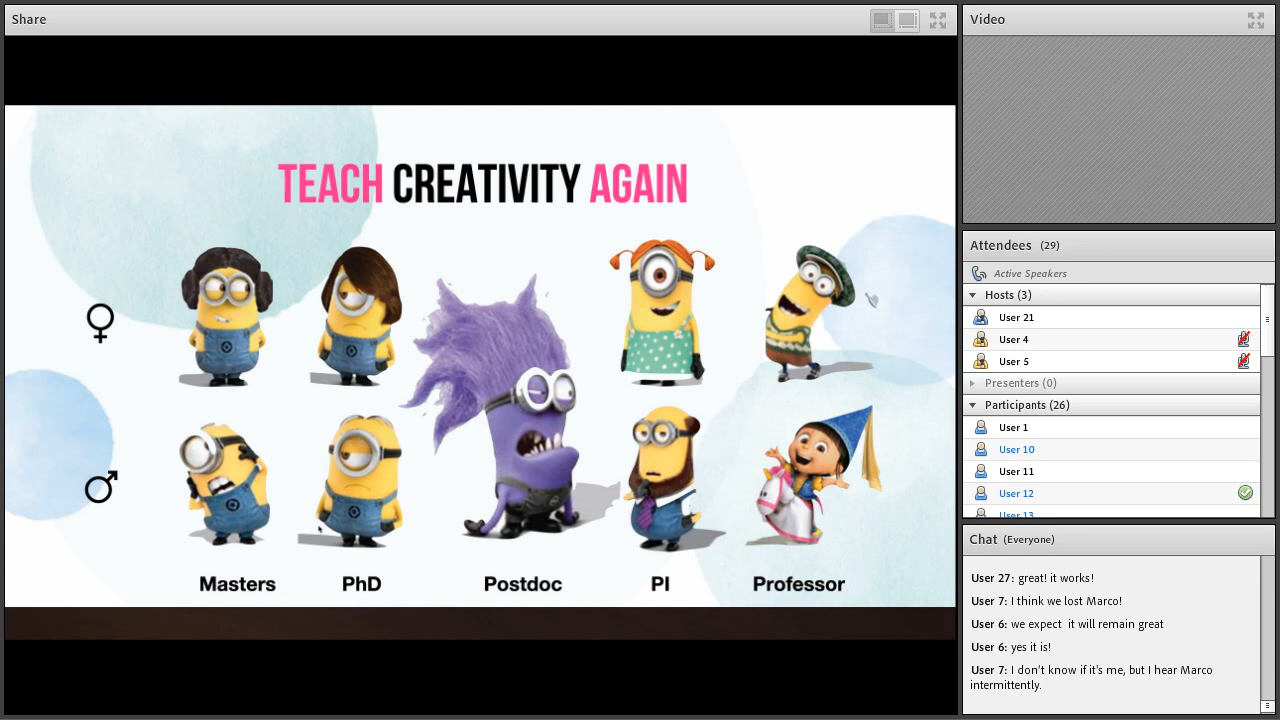 Share
TEACH CREATIVITY AGAIN
♀
♂
Masters PhD Postdoc PI Professor
Video
Attendees (29)
Active Speakers
Hosts (3)
User 21
User 4
User 5
Presenters (0)
Participants (26)
User 1
User 10
User 11
User 12
User 13
Chat (Everyone)
User 27: great! it works!
User 7: I think we lost Marco!
User 6: we expect it will remain great
User 6: yes it is!
User 7: I don't know if it's me, but I hear Marco
intermittently.